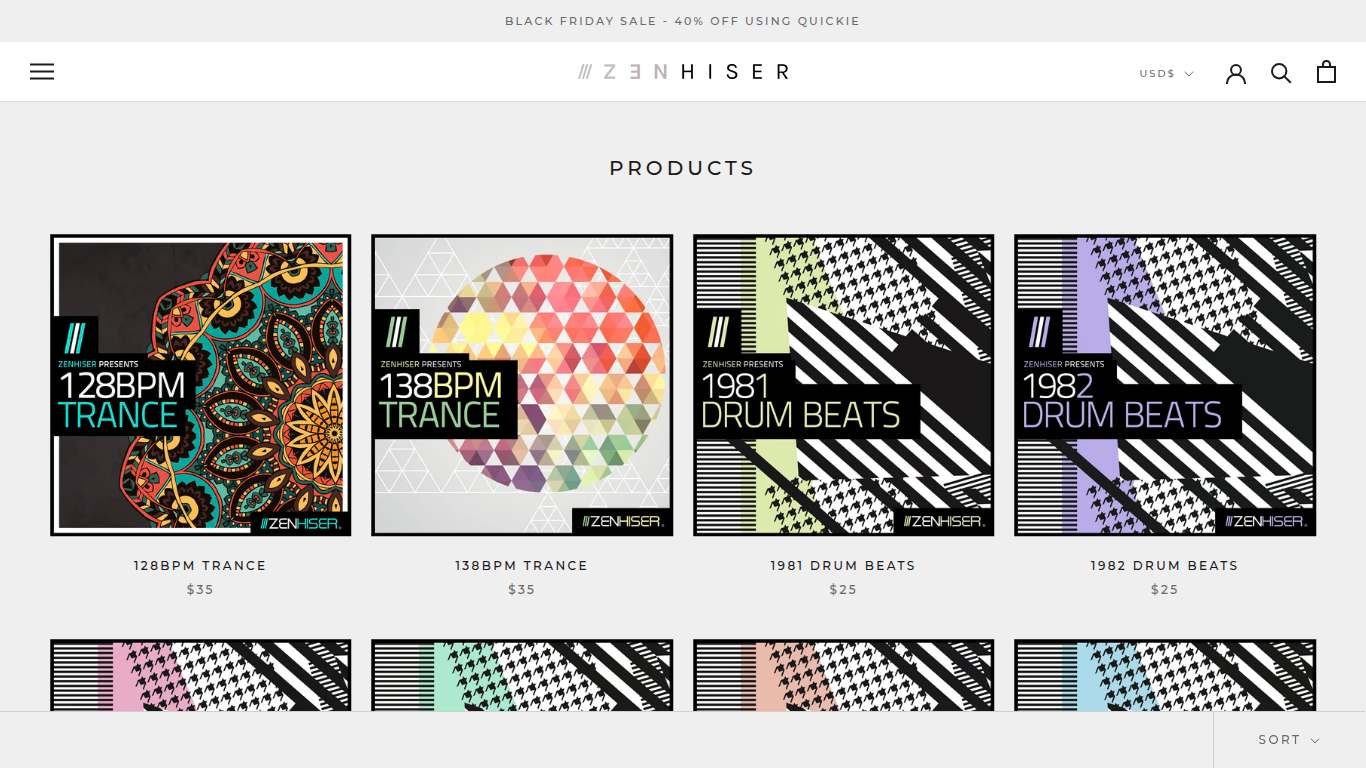 BLACK FRIDAY SALE - 40% OFF USING QUICKIE
ZENHISER
USD$
PRODUCTS
ZENHISER PRESENTS
128BPM
TRANCE
ZENHISER
ZENHISER PRESENTS
138BPM
TRANCE
ZENHISER
ZENHISER PRESENTS
1981
DRUM BEATS
ZENHISER
ZENHISER PRESENTS
1982
DRUM BEATS
ZENHISER
128BPM TRANCE
$35
138BPM TRANCE
$35
1981 DRUM BEATS
$25
1982 DRUM BEATS
$25
SORT